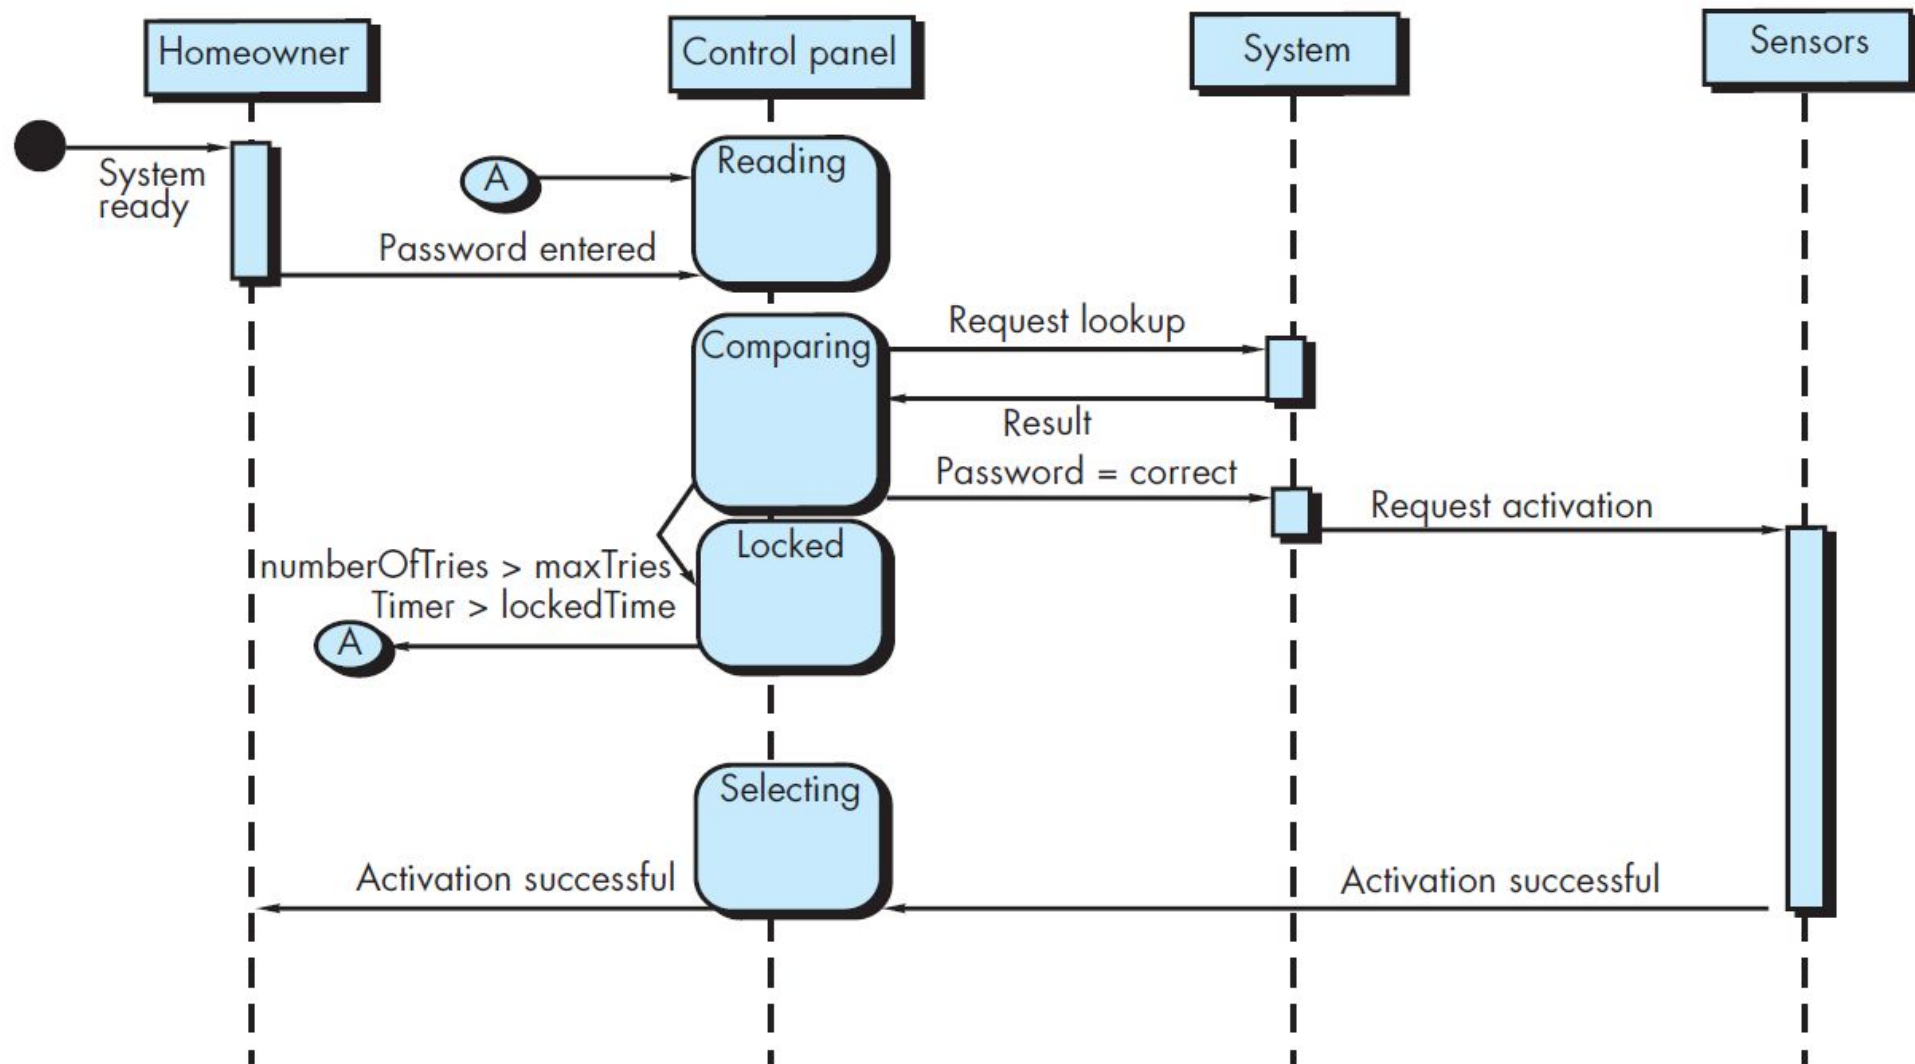 Homeowner
Control panel
System
Sensors
System
ready
A
Reading
Password entered
Request lookup
Comparing
Result
Password = correct
Request activation
Locked
numberOfTries > maxTries
Timer > lockedTime
A
Selecting
Activation successful
Activation successful